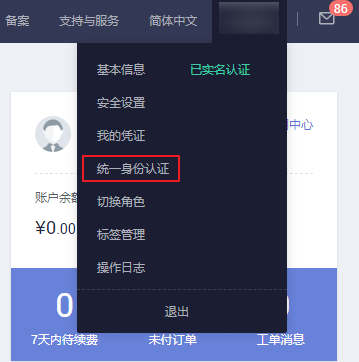 备案 支持与服务 简体中文 86
基本信息 已实名认证
安全设置
中心
我的凭证
统一身份认证
账户余
切换角色
¥0.00
标签管理
操作日志
0
退出
7天内待续费 未付订单 工单消息